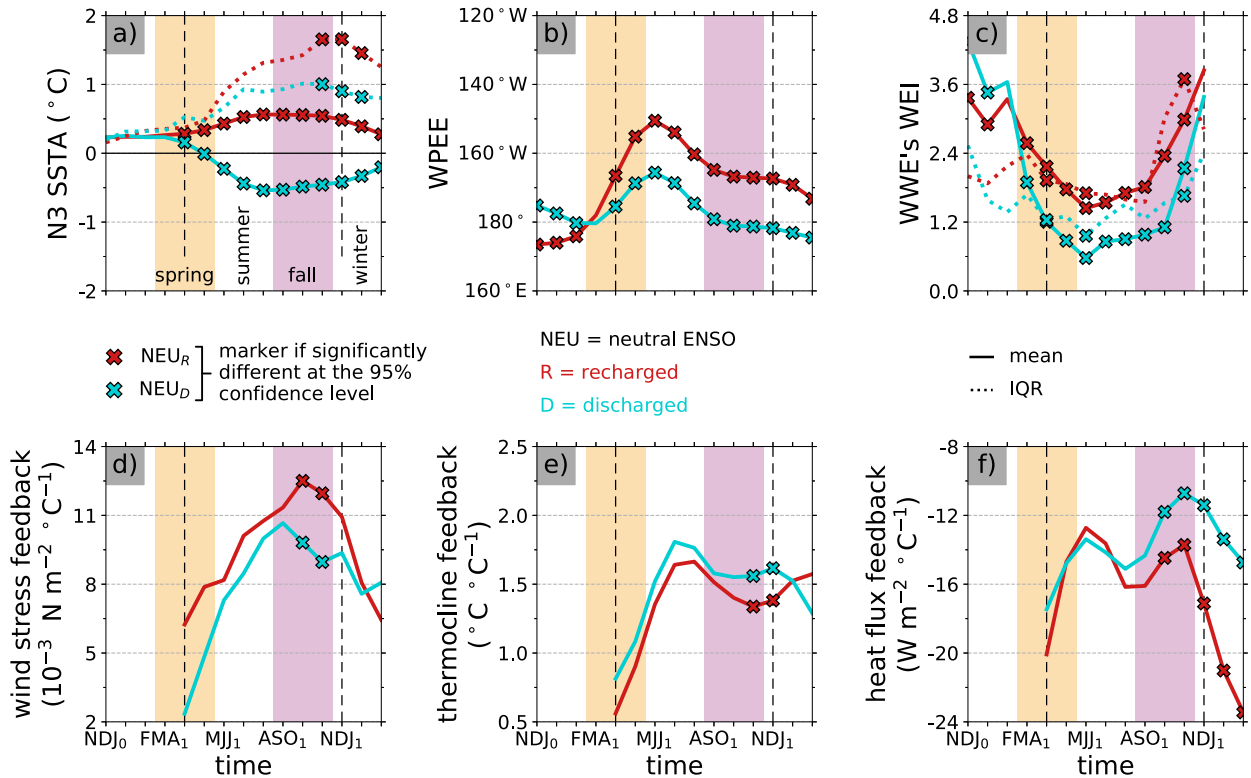 a)
2
1
0
-1
-2
N3 SSTA (°C)
spring
summer
fall
winter
b)
120°W
140°W
160°W
180°
160°E
WPEE
c)
4.8
3.6
2.4
1.2
0.0
WWE's WEI
NEU_R
NEU_D
marker if significantly
different at the 95%
confidence level
NEU = neutral ENSO
R = recharged
D = discharged
mean
IQR
d)
14
11
8
5
2
wind stress feedback
(10⁻³ N m⁻² °C⁻¹)
NDJ₀ FMA₁ MJJ₁ ASO₁ NDJ₁
time
e)
2.5
2.0
1.5
1.0
0.5
thermocline feedback
(°C °C⁻¹)
NDJ₀ FMA₁ MJJ₁ ASO₁ NDJ₁
time
f)
-8
-12
-16
-20
-24
heat flux feedback
(W m⁻² °C⁻¹)
NDJ₀ FMA₁ MJJ₁ ASO₁ NDJ₁
time